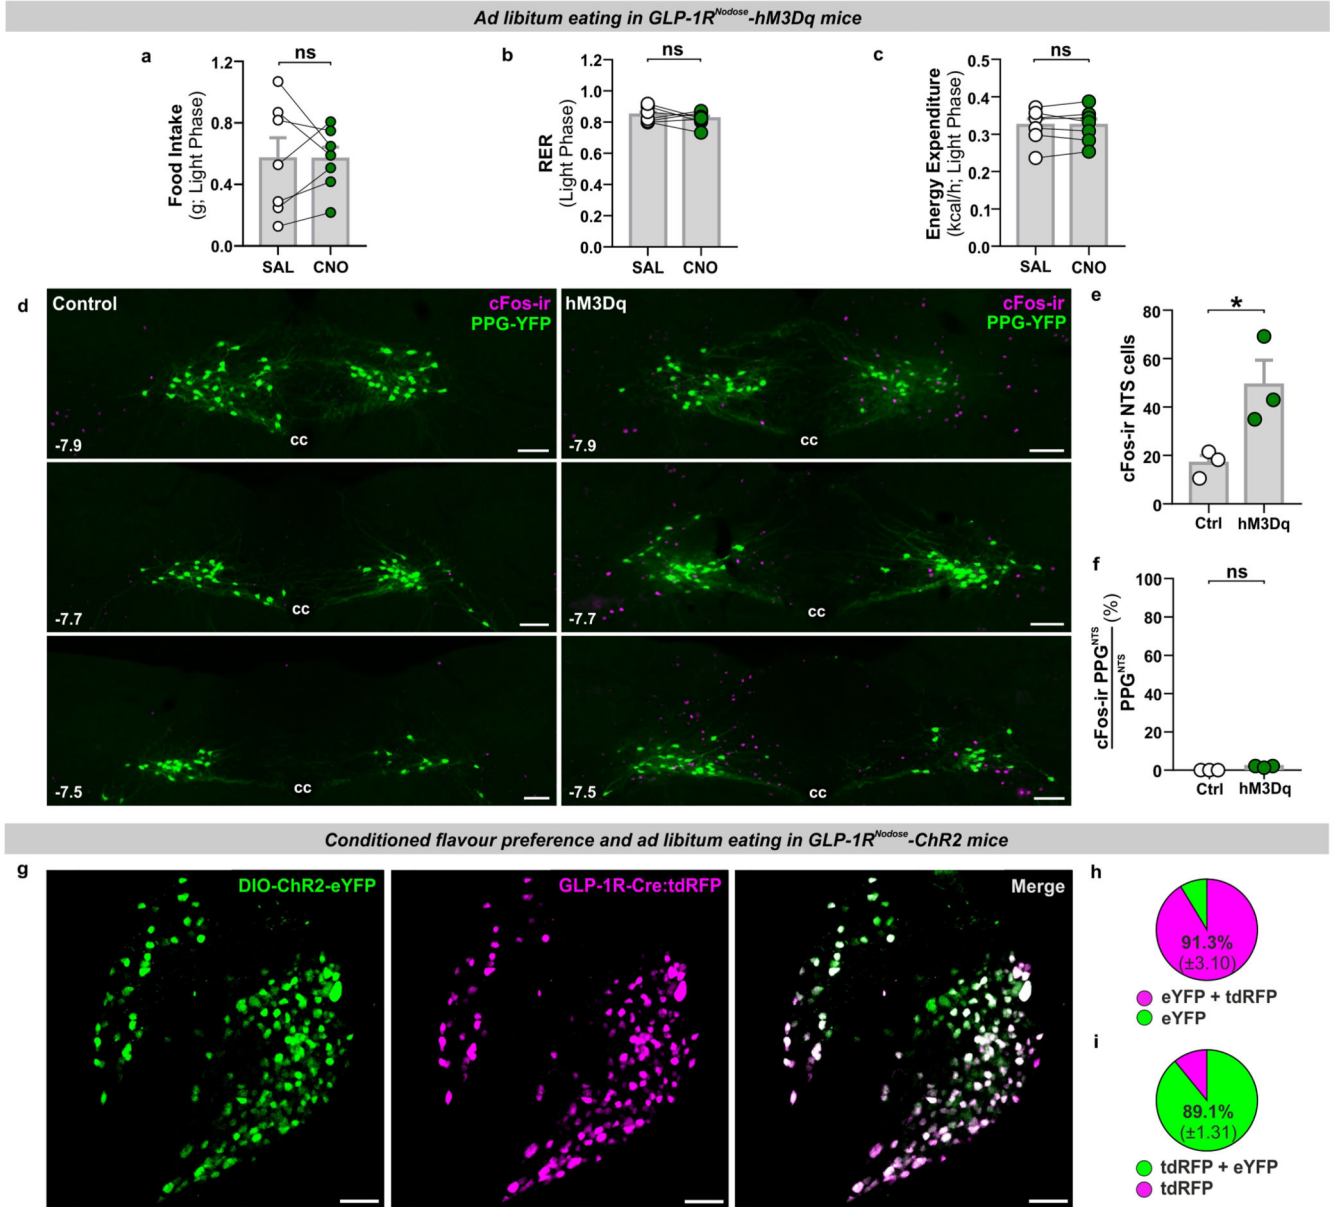 Ad libitum eating in GLP-1R^Nodose-hM3Dq mice
a
ns
Food Intake
(g; Light Phase)
1.2
0.8
0.4
0.0
SAL CNO
b
ns
RER
(Light Phase)
1.2
1.0
0.8
0.6
0.4
0.2
0.0
SAL CNO
c
ns
Energy Expenditure
(kcal/h; Light Phase)
0.5
0.4
0.3
0.2
0.1
0.0
SAL CNO
d
Control
cFos-ir
PPG-YFP
-7.9
cc
hM3Dq
cFos-ir
PPG-YFP
-7.9
cc
-7.7
cc
-7.7
cc
-7.5
cc
-7.5
cc
e
*
cFos-ir NTS cells
80
60
40
20
0
Ctrl hM3Dq
f
ns
cFos-ir PPG^NTS
PPG^NTS
(%)
100
80
60
40
20
0
Ctrl hM3Dq
Conditioned flavour preference and ad libitum eating in GLP-1R^Nodose-ChR2 mice
g
DIO-ChR2-eYFP
GLP-1R-Cre:tdRFP
Merge
h
91.3%
(±3.10)
eYFP + tdRFP
eYFP
i
89.1%
(±1.31)
tdRFP + eYFP
tdRFP